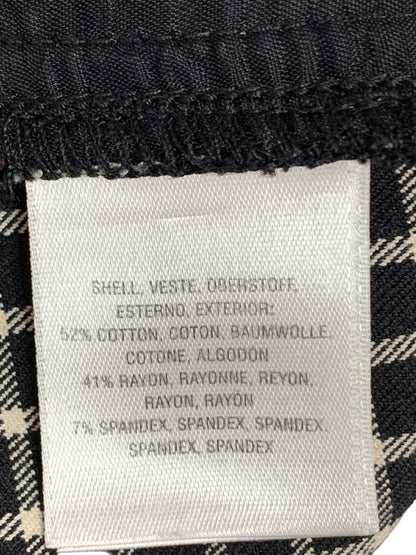 SHELL, VESTE, OBERSTOFF,
ESTERNO, EXTERIOR:
52% COTTON, COTON, BAUMWOLLE,
COTONE, ALGODON
41% RAYON, RAYONNE, REYON,
RAYON, RAYON
7% SPANDEX, SPANDEX, SPANDEX,
SPANDEX, SPANDEX